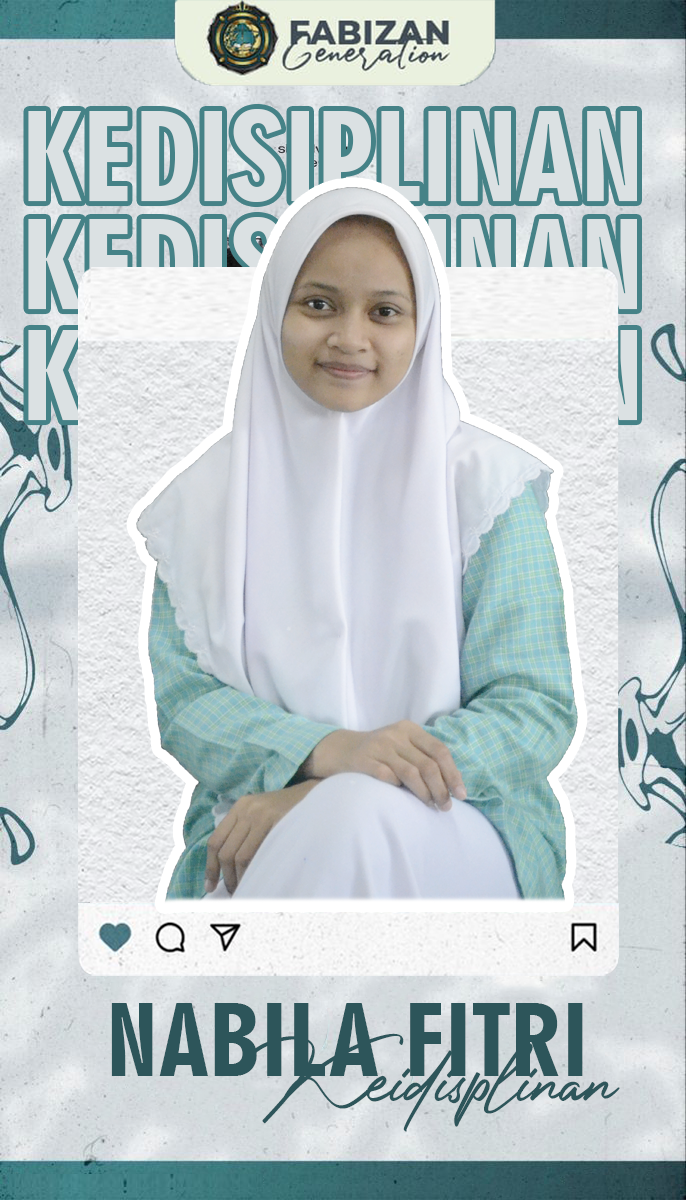 FABIZAN
Generation
KEDISIPLINAN
NABILA FITRI
Keidisplinan